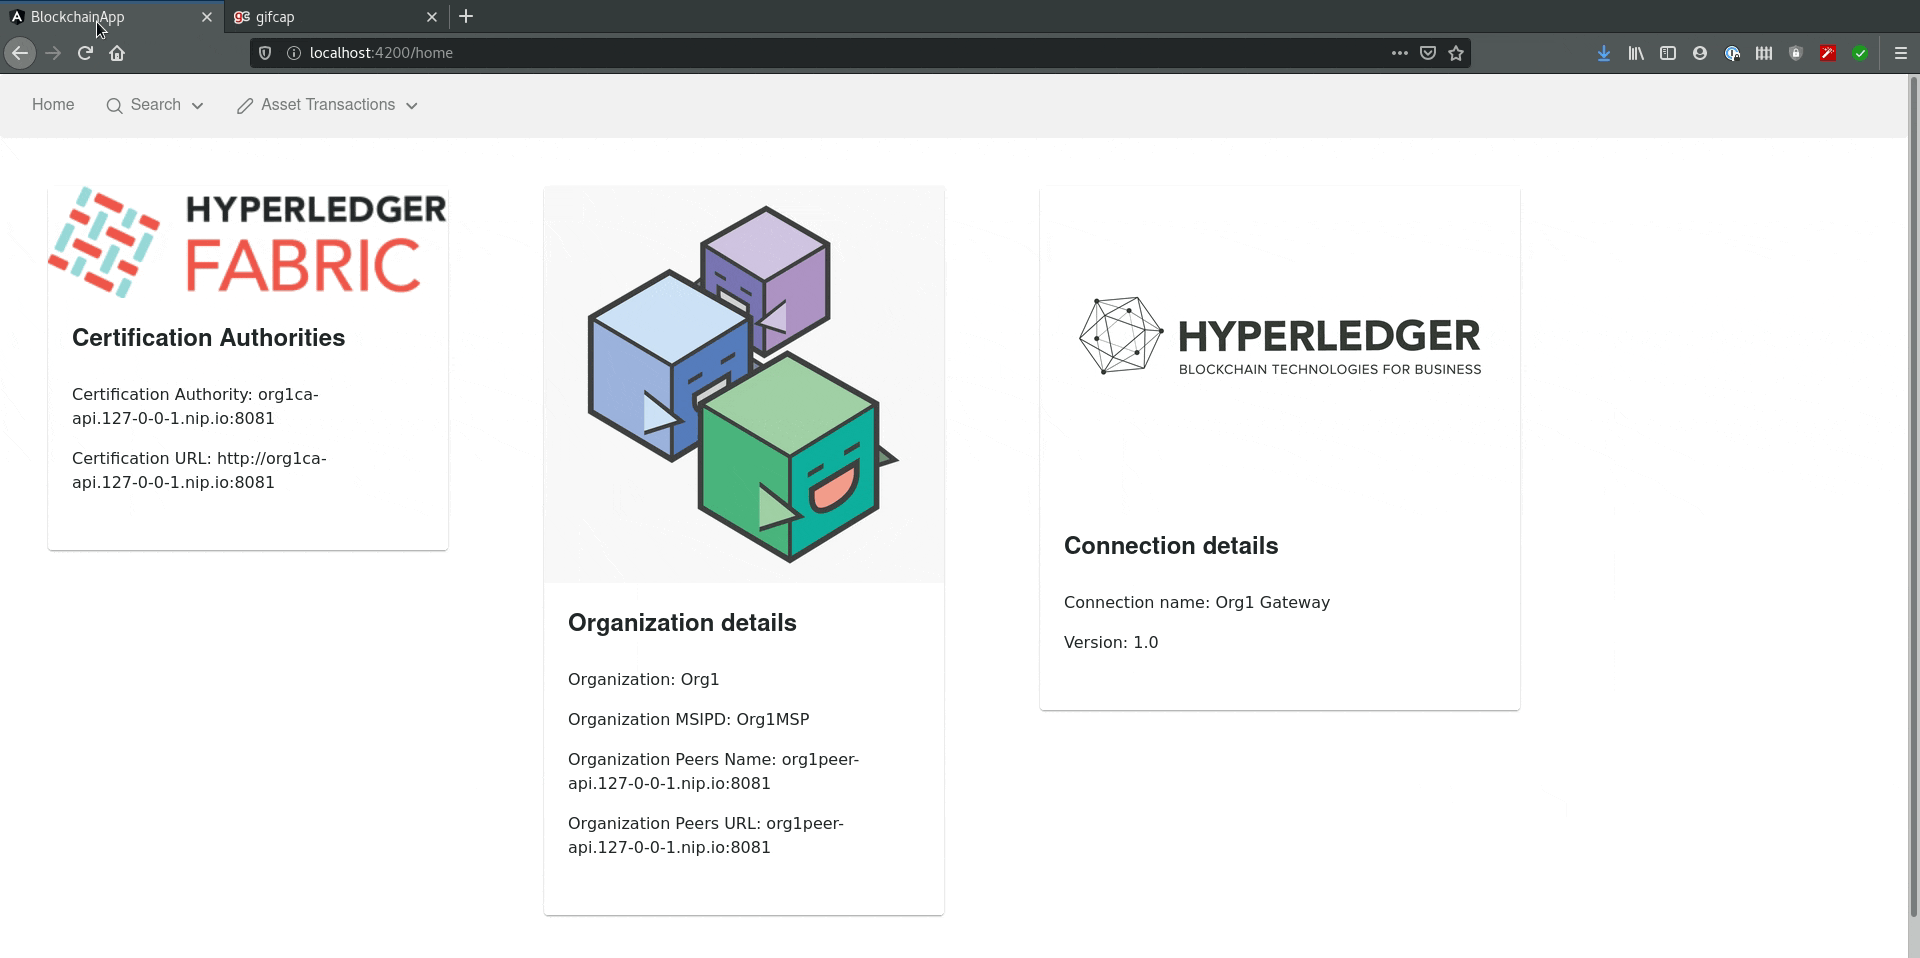 BlockchainApp
gifcap
localhost:4200/home
Home
Search
Asset Transactions
HYPERLEDGER
FABRIC
Certification Authorities
Certification Authority: org1ca-
api.127-0-0-1.nip.io:8081
Certification URL: http://org1ca-
api.127-0-0-1.nip.io:8081
Organization details
Organization: Org1
Organization MSIPD: Org1MSP
Organization Peers Name: org1peer-
api.127-0-0-1.nip.io:8081
Organization Peers URL: org1peer-
api.127-0-0-1.nip.io:8081
HYPERLEDGER
BLOCKCHAIN TECHNOLOGIES FOR BUSINESS
Connection details
Connection name: Org1 Gateway
Version: 1.0